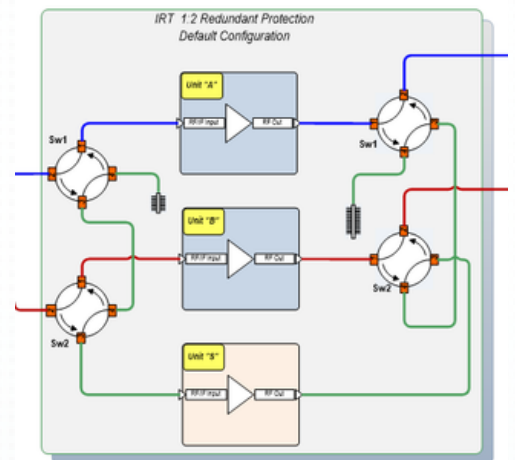 IRT 1:2 Redundant Protection
Default Configuration
Unit "A"
RF/IF Input
RF Out
Sw1
Sw1
Unit "B"
RF/IF Input
RF Out
Sw2
Sw2
Unit "S"
RF/IF Input
RF Out